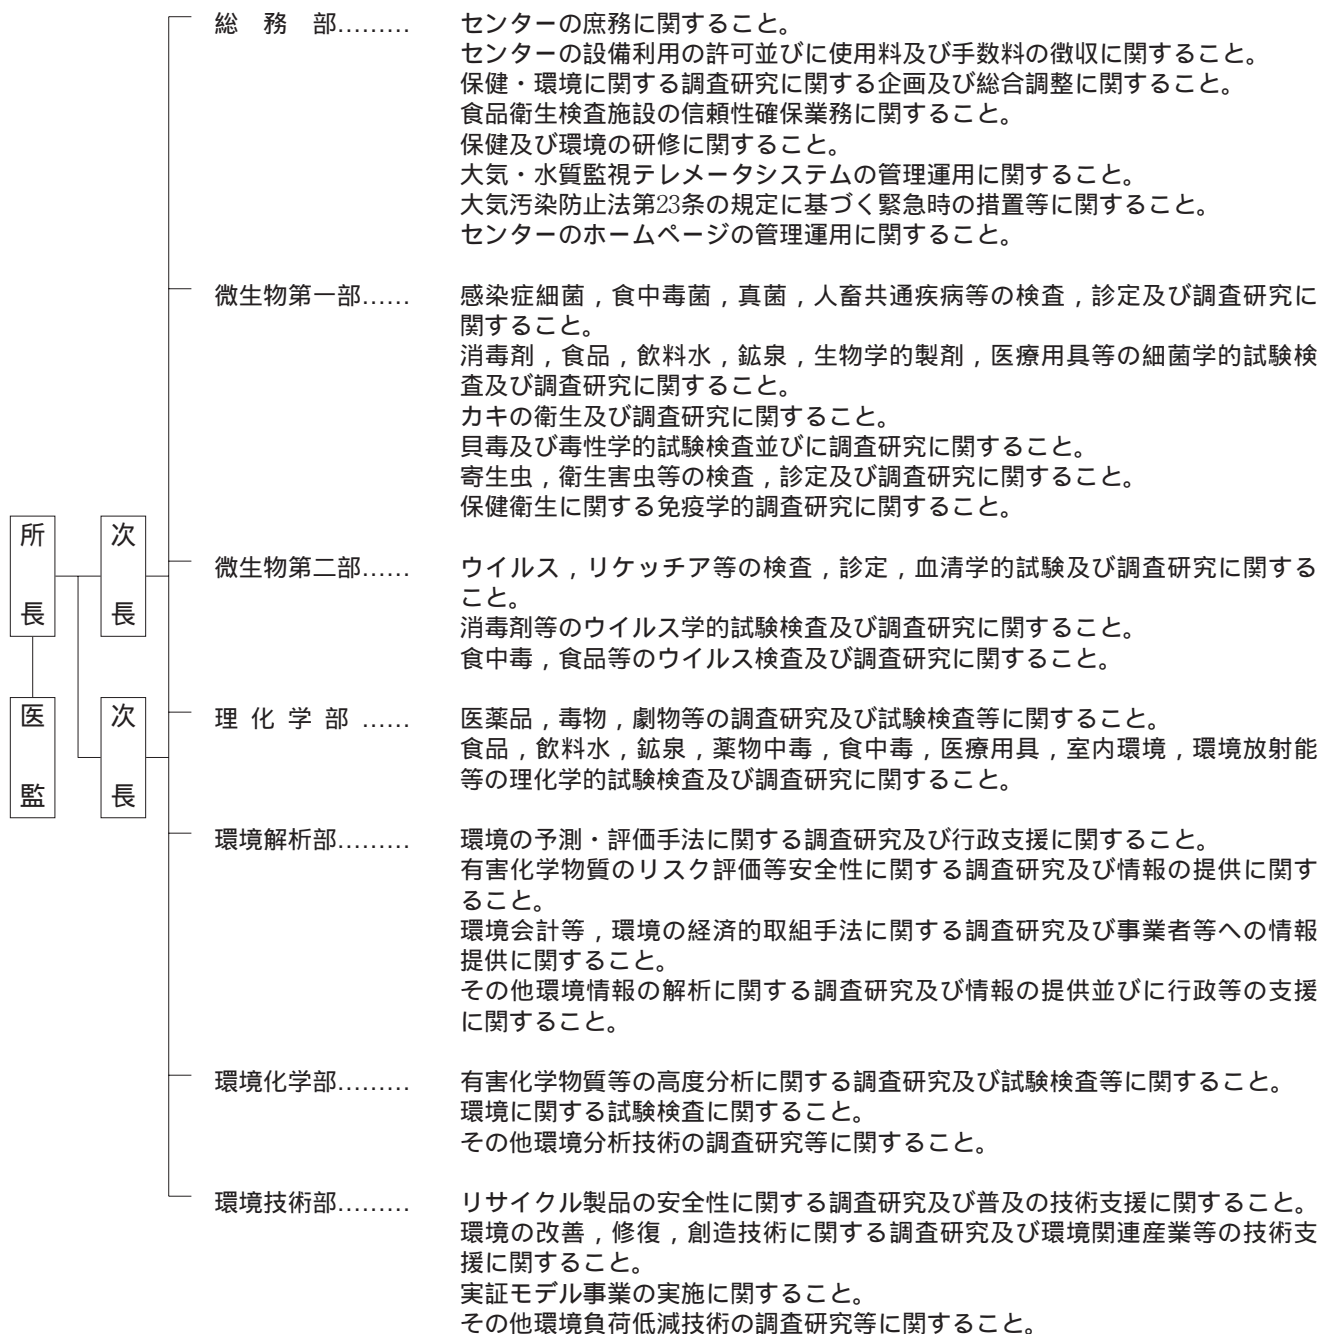 総務部………　センターの庶務に関すること。
センターの設備利用の許可並びに使用料及び手数料の徴収に関すること。
保健・環境に関する調査研究に関する企画及び総合調整に関すること。
食品衛生検査施設の信頼性確保業務に関すること。
保健及び環境の研修に関すること。
大気・水質監視テレメータシステムの管理運用に関すること。
大気汚染防止法第23条の規定に基づく緊急時の措置等に関すること。
センターのホームページの管理運用に関すること。
微生物第一部……　感染症細菌，食中毒菌，真菌，人畜共通疾病等の検査，診定及び調査研究に
関すること。
消毒剤，食品，飲料水，鉱泉，生物学的製剤，医療用具等の細菌学的試験検
査及び調査研究に関すること。
カキの衛生及び調査研究に関すること。
貝毒及び毒性学的試験検査並びに調査研究に関すること。
寄生虫，衛生害虫等の検査，診定及び調査研究に関すること。
保健衛生に関する免疫学的調査研究に関すること。
所長
次長
微生物第二部……　ウイルス，リケッチア等の検査，診定，血清学的試験及び調査研究に関する
こと。
消毒剤等のウイルス学的試験検査及び調査研究に関すること。
食中毒，食品等のウイルス検査及び調査研究に関すること。
医監
次長
理化学部……　医薬品，毒物，劇物等の調査研究及び試験検査等に関すること。
食品，飲料水，鉱泉，薬物中毒，食中毒，医療用具，室内環境，環境放射能
等の理化学的試験検査及び調査研究に関すること。
環境解析部………　環境の予測・評価手法に関する調査研究及び行政支援に関すること。
有害化学物質のリスク評価等安全性に関する調査研究及び情報の提供に関す
ること。
環境会計等，環境の経済的取組手法に関する調査研究及び事業者等への情報
提供に関すること。
その他環境情報の解析に関する調査研究及び情報の提供並びに行政等の支援
に関すること。
環境化学部………　有害化学物質等の高度分析に関する調査研究及び試験検査等に関すること。
環境に関する試験検査に関すること。
その他環境分析技術の調査研究等に関すること。
環境技術部………　リサイクル製品の安全性に関する調査研究及び普及の技術支援に関すること。
環境の改善，修復，創造技術に関する調査研究及び環境関連産業等の技術支
援に関すること。
実証モデル事業の実施に関すること。
その他環境負荷低減技術の調査研究等に関すること。